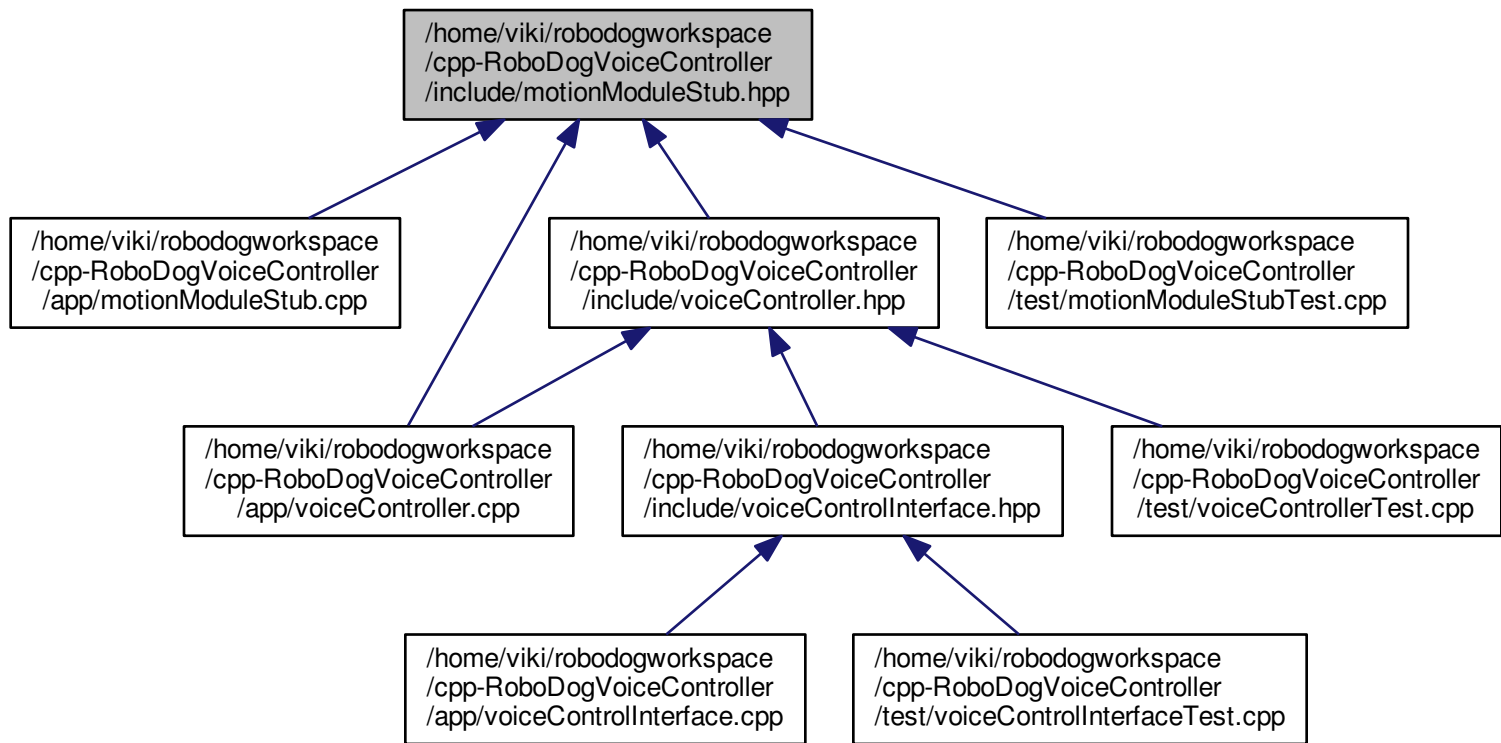 /home/viki/robodogworkspace
/cpp-RoboDogVoiceController
/include/motionModuleStub.hpp
/home/viki/robodogworkspace
/cpp-RoboDogVoiceController
/app/motionModuleStub.cpp
/home/viki/robodogworkspace
/cpp-RoboDogVoiceController
/include/voiceController.hpp
/home/viki/robodogworkspace
/cpp-RoboDogVoiceController
/test/motionModuleStubTest.cpp
/home/viki/robodogworkspace
/cpp-RoboDogVoiceController
/app/voiceController.cpp
/home/viki/robodogworkspace
/cpp-RoboDogVoiceController
/include/voiceControlInterface.hpp
/home/viki/robodogworkspace
/cpp-RoboDogVoiceController
/test/voiceControllerTest.cpp
/home/viki/robodogworkspace
/cpp-RoboDogVoiceController
/app/voiceControlInterface.cpp
/home/viki/robodogworkspace
/cpp-RoboDogVoiceController
/test/voiceControlInterfaceTest.cpp